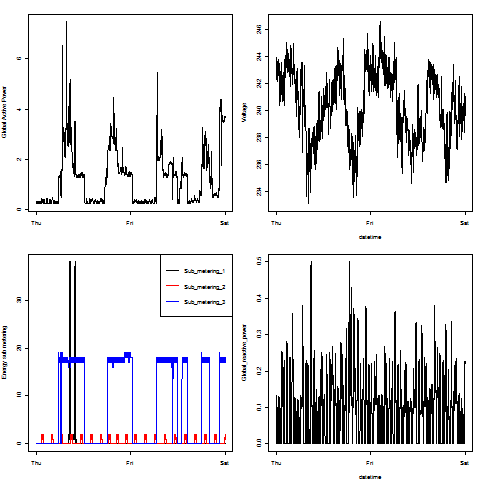 Global Active Power
0 2 4 6
Thu Fri Sat
Voltage
234 236 238 240 242 244 246
Thu Fri Sat
datetime
Energy sub metering
0 10 20 30
Sub_metering_1
Sub_metering_2
Sub_metering_3
Thu Fri Sat
Global_reactive_power
0.0 0.1 0.2 0.3 0.4 0.5
Thu Fri Sat
datetime